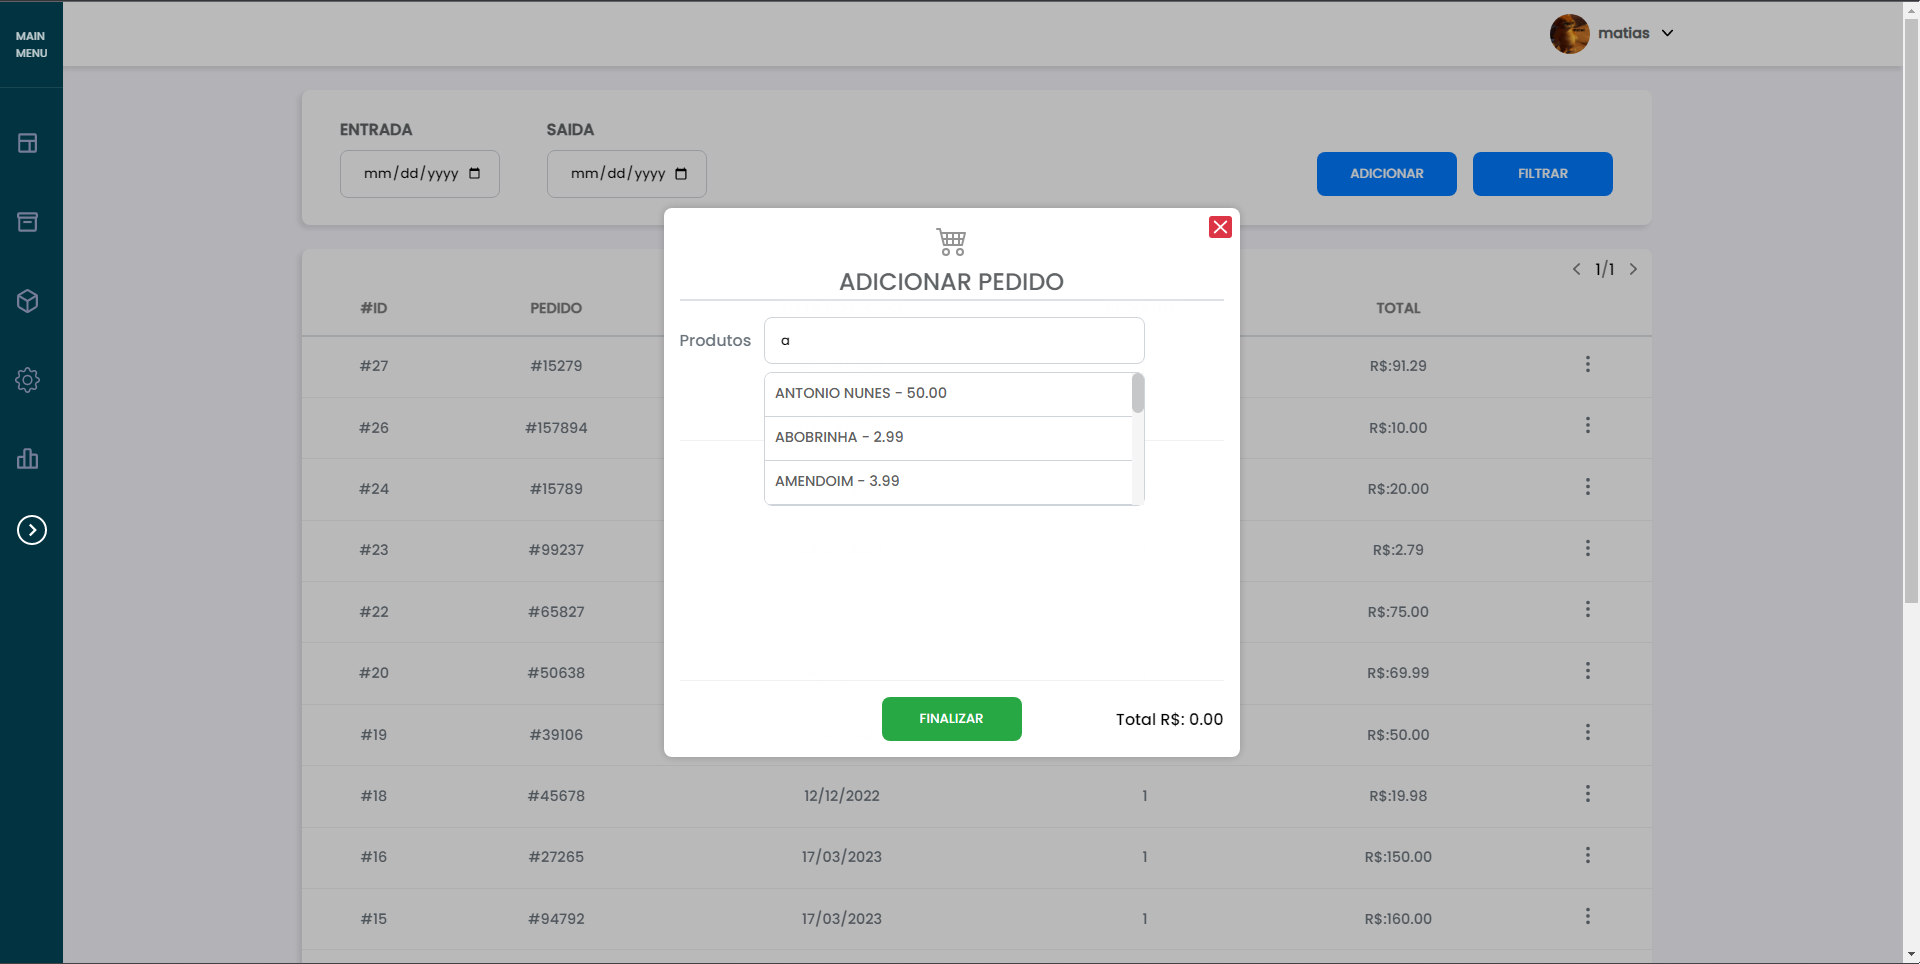 MAIN
MENU
matias
ENTRADA
SAIDA
mm/dd/yyyy
mm/dd/yyyy
ADICIONAR
FILTRAR
1/1
#ID
PEDIDO
TOTAL
#27
#15279
R$:91.29
#26
#157894
R$:10.00
#24
#15789
R$:20.00
#23
#99237
R$:2.79
#22
#65827
R$:75.00
#20
#50638
R$:69.99
#19
#39106
R$:50.00
#18
#45678
12/12/2022
1
R$:19.98
#16
#27265
17/03/2023
1
R$:150.00
#15
#94792
17/03/2023
1
R$:160.00
ADICIONAR PEDIDO
Produtos
a
ANTONIO NUNES - 50.00
ABOBRINHA - 2.99
AMENDOIM - 3.99
FINALIZAR
Total R$: 0.00